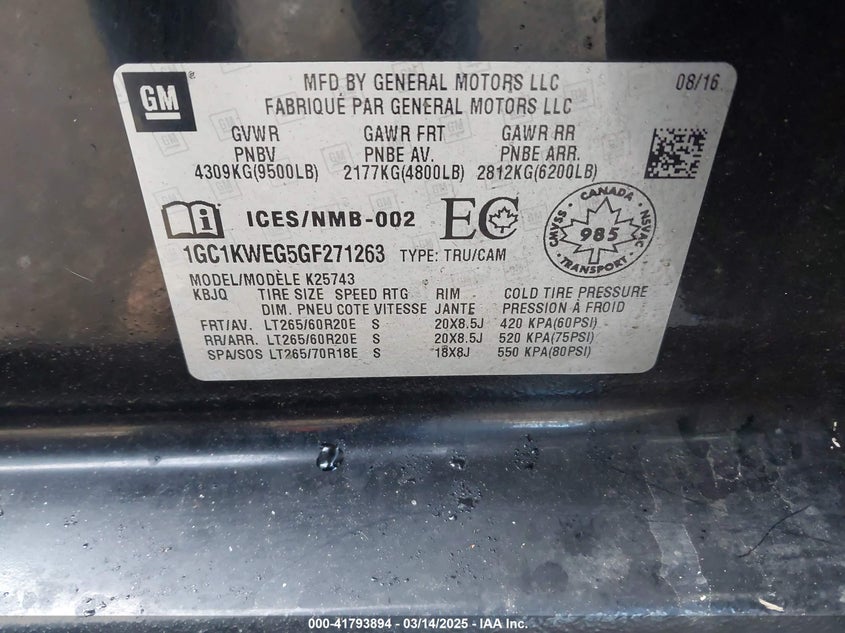 GM
MFD BY GENERAL MOTORS LLC 08/16
FABRIQUÉ PAR GENERAL MOTORS LLC
GVWR GAWR FRT GAWR RR
PNBV PNBE AV. PNBE ARR.
4309KG(9500LB) 2177KG(4800LB) 2812KG(6200LB)
ICES/NMB-002 EC
CANADA
CMVSS NSVAC
985
TRANSPORT
1GC1KWEG5GF271263 TYPE: TRU/CAM
MODEL/MODÈLE K25743
KBJQ TIRE SIZE SPEED RTG RIM COLD TIRE PRESSURE
DIM. PNEU COTE VITESSE JANTE PRESSION À FROID
FRT/AV. LT265/60R20E S 20X8.5J 420 KPA(60PSI)
RR/ARR. LT265/60R20E S 20X8.5J 520 KPA(75PSI)
SPA/SOS LT265/70R18E S 18X8J 550 KPA(80PSI)
000-41793894 - 03/14/2025 - IAA Inc.